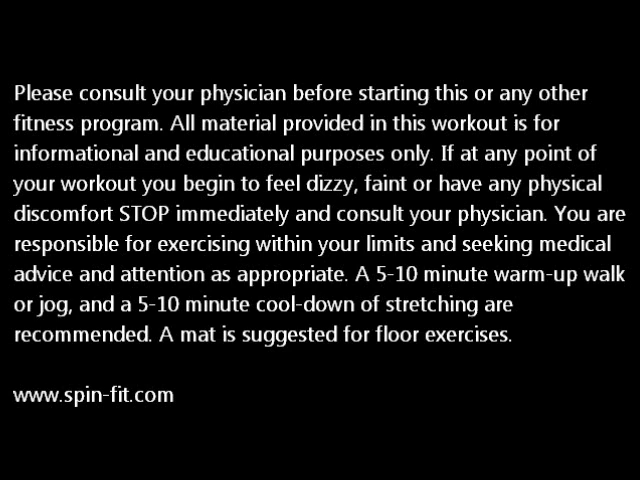 Please consult your physician before starting this or any other
fitness program. All material provided in this workout is for
informational and educational purposes only. If at any point of
your workout you begin to feel dizzy, faint or have any physical
discomfort STOP immediately and consult your physician. You are
responsible for exercising within your limits and seeking medical
advice and attention as appropriate. A 5-10 minute warm-up walk
or jog, and a 5-10 minute cool-down of stretching are
recommended. A mat is suggested for floor exercises.
www.spin-fit.com